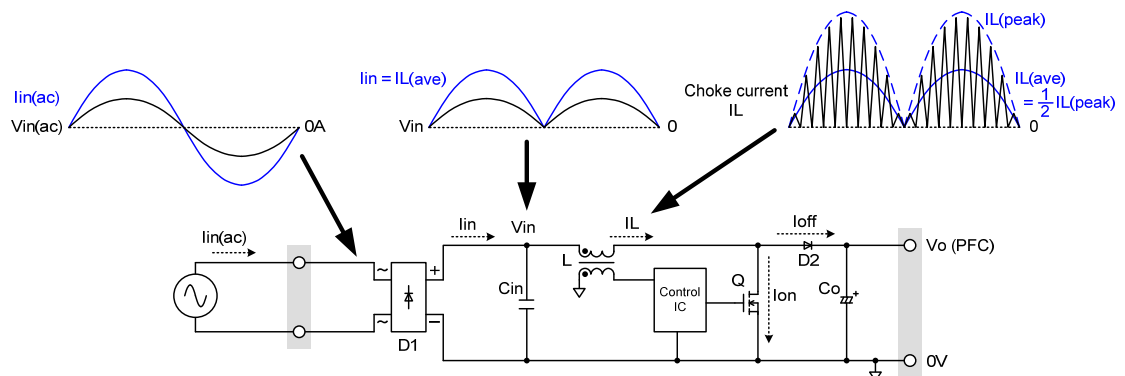 Iin(ac)
Vin(ac)
0A
Iin = IL(ave)
Vin
0
Choke current
IL
IL(peak)
IL(ave)
= 1/2 IL(peak)
0
Iin(ac)
~
~
+
−
D1
Iin
Vin
Cin
L
IL
Control
IC
Q
Ion
Ioff
D2
Co
+
Vo (PFC)
0V